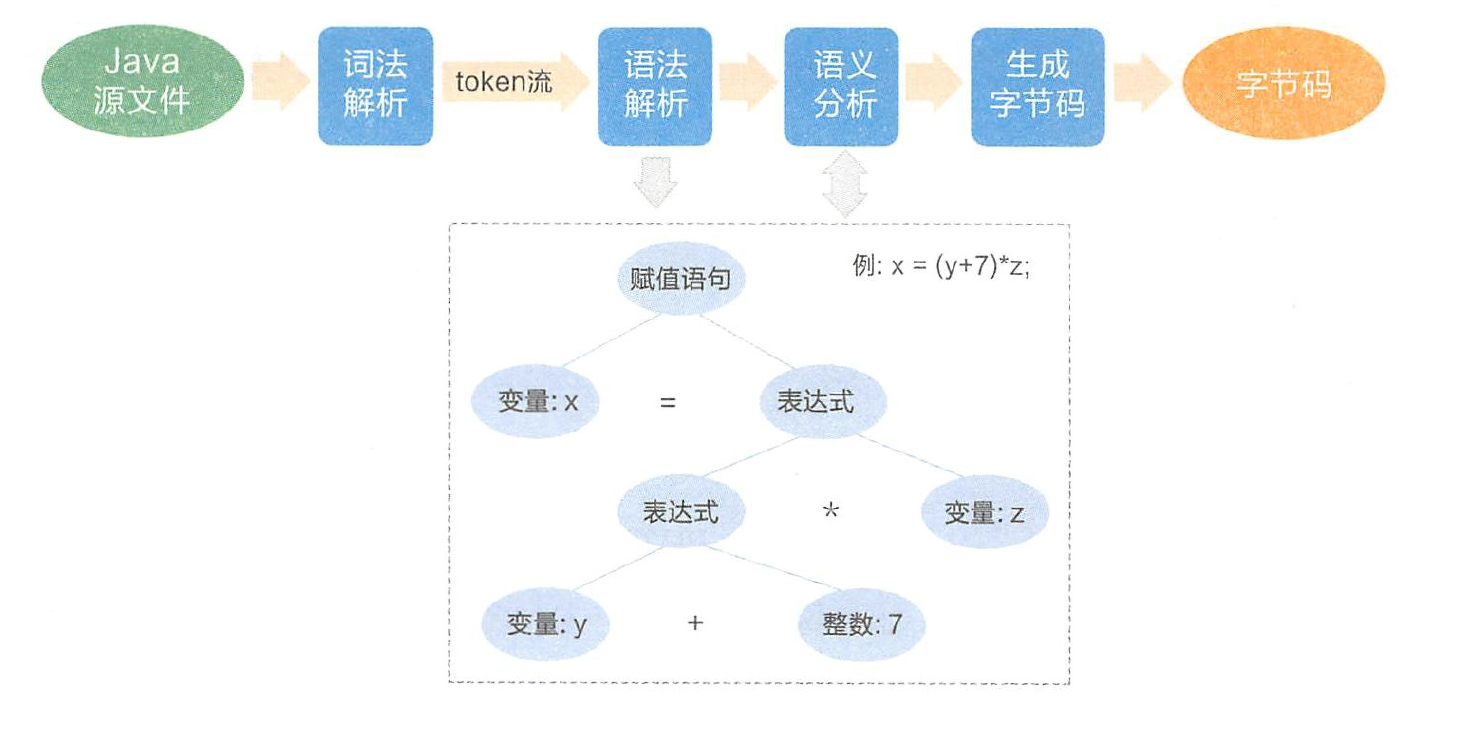 Java
源文件
词法
解析
token流
语法
解析
语义
分析
生成
字节码
字节码
赋值语句
例: x = (y+7)*z;
变量: x
=
表达式
表达式
*
变量: z
变量: y
+
整数: 7